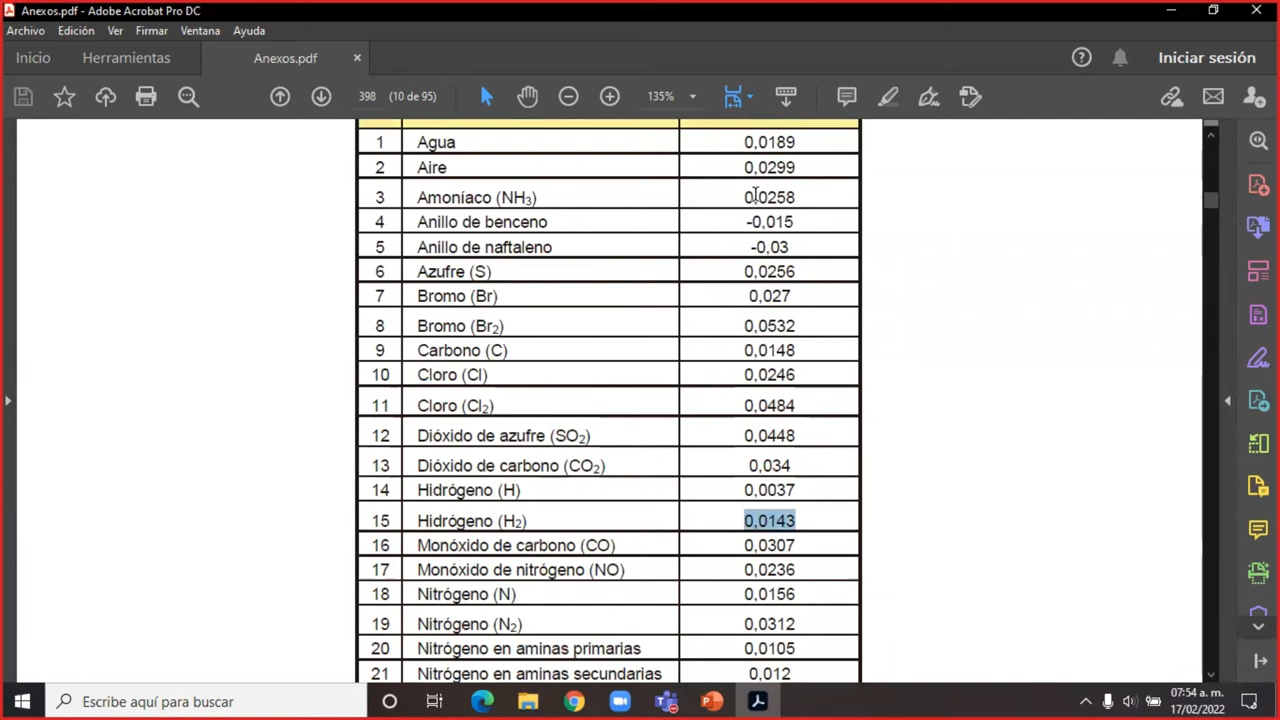 Anexos.pdf - Adobe Acrobat Pro DC
Archivo Edición Ver Firmar Ventana Ayuda
Inicio Herramientas Anexos.pdf Iniciar sesión
398 (10 de 95) 135%
1 Agua 0,0189
2 Aire 0,0299
3 Amoníaco (NH3) 0,0258
4 Anillo de benceno -0,015
5 Anillo de naftaleno -0,03
6 Azufre (S) 0,0256
7 Bromo (Br) 0,027
8 Bromo (Br2) 0,0532
9 Carbono (C) 0,0148
10 Cloro (Cl) 0,0246
11 Cloro (Cl2) 0,0484
12 Dióxido de azufre (SO2) 0,0448
13 Dióxido de carbono (CO2) 0,034
14 Hidrógeno (H) 0,0037
15 Hidrógeno (H2) 0,0143
16 Monóxido de carbono (CO) 0,0307
17 Monóxido de nitrógeno (NO) 0,0236
18 Nitrógeno (N) 0,0156
19 Nitrógeno (N2) 0,0312
20 Nitrógeno en aminas primarias 0,0105
21 Nitrógeno en aminas secundarias 0,012
Escribe aquí para buscar
07:54 a. m.
17/02/2022